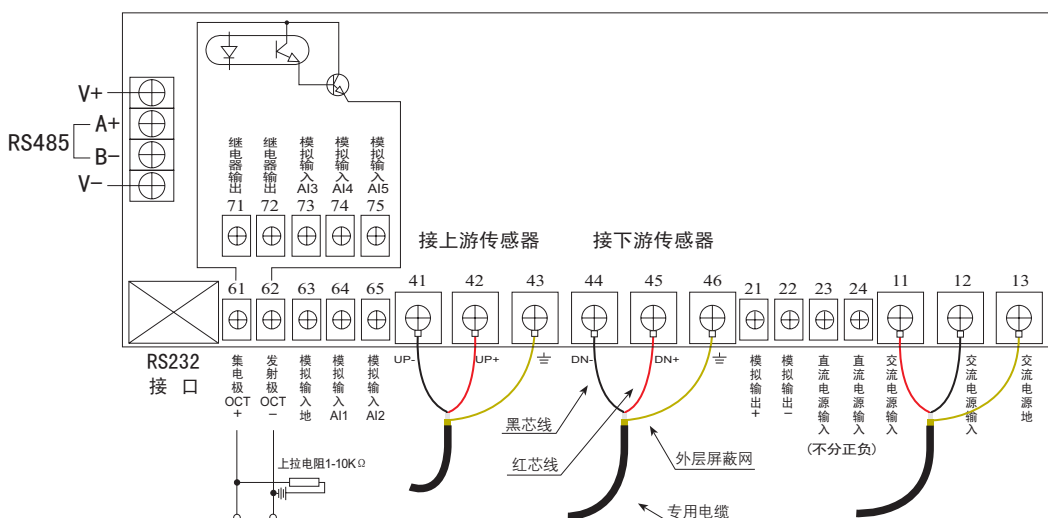 V+
A+
RS485
B-
V-
继电器输出
继电器输出
模拟输入AI3
模拟输入AI4
模拟输入AI5
71
72
73
74
75
接上游传感器
接下游传感器
61
62
63
64
65
41
42
43
44
45
46
21
22
23
24
11
12
13
RS232
接 口
集电极OCT+
发射极OCT-
模拟输入地
模拟输入AI1
模拟输入AI2
UP-
UP+
DN-
DN+
模拟输出+
模拟输出-
直流电源输入
直流电源输入
(不分正负)
交流电源输入
交流电源输入
交流电源地
黑芯线
红芯线
外层屏蔽网
专用电缆
上拉电阻1-10KΩ